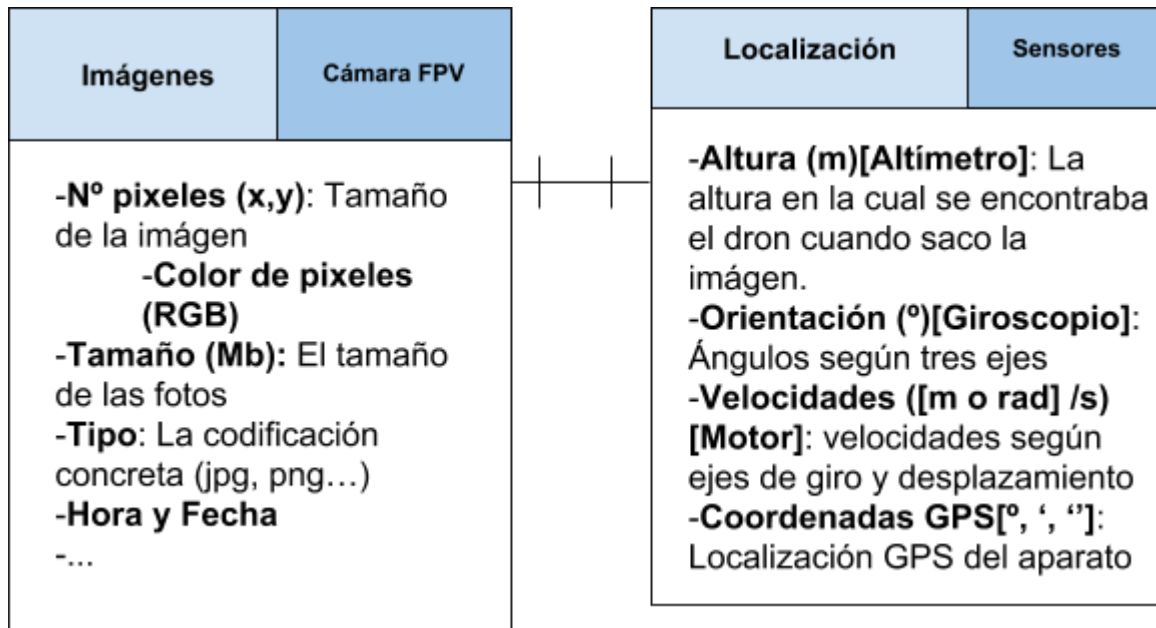 Imágenes
Cámara FPV
-Nº pixeles (x,y): Tamaño
de la imágen
-Color de pixeles
(RGB)
-Tamaño (Mb): El tamaño
de las fotos
-Tipo: La codificación
concreta (jpg, png…)
-Hora y Fecha
-...
Localización
Sensores
-Altura (m)[Altímetro]: La
altura en la cual se encontraba
el dron cuando saco la
imágen.
-Orientación (º)[Giroscopio]:
Ángulos según tres ejes
-Velocidades ([m o rad] /s)
[Motor]: velocidades según
ejes de giro y desplazamiento
-Coordenadas GPS[º, ‘, ‘’]:
Localización GPS del aparato